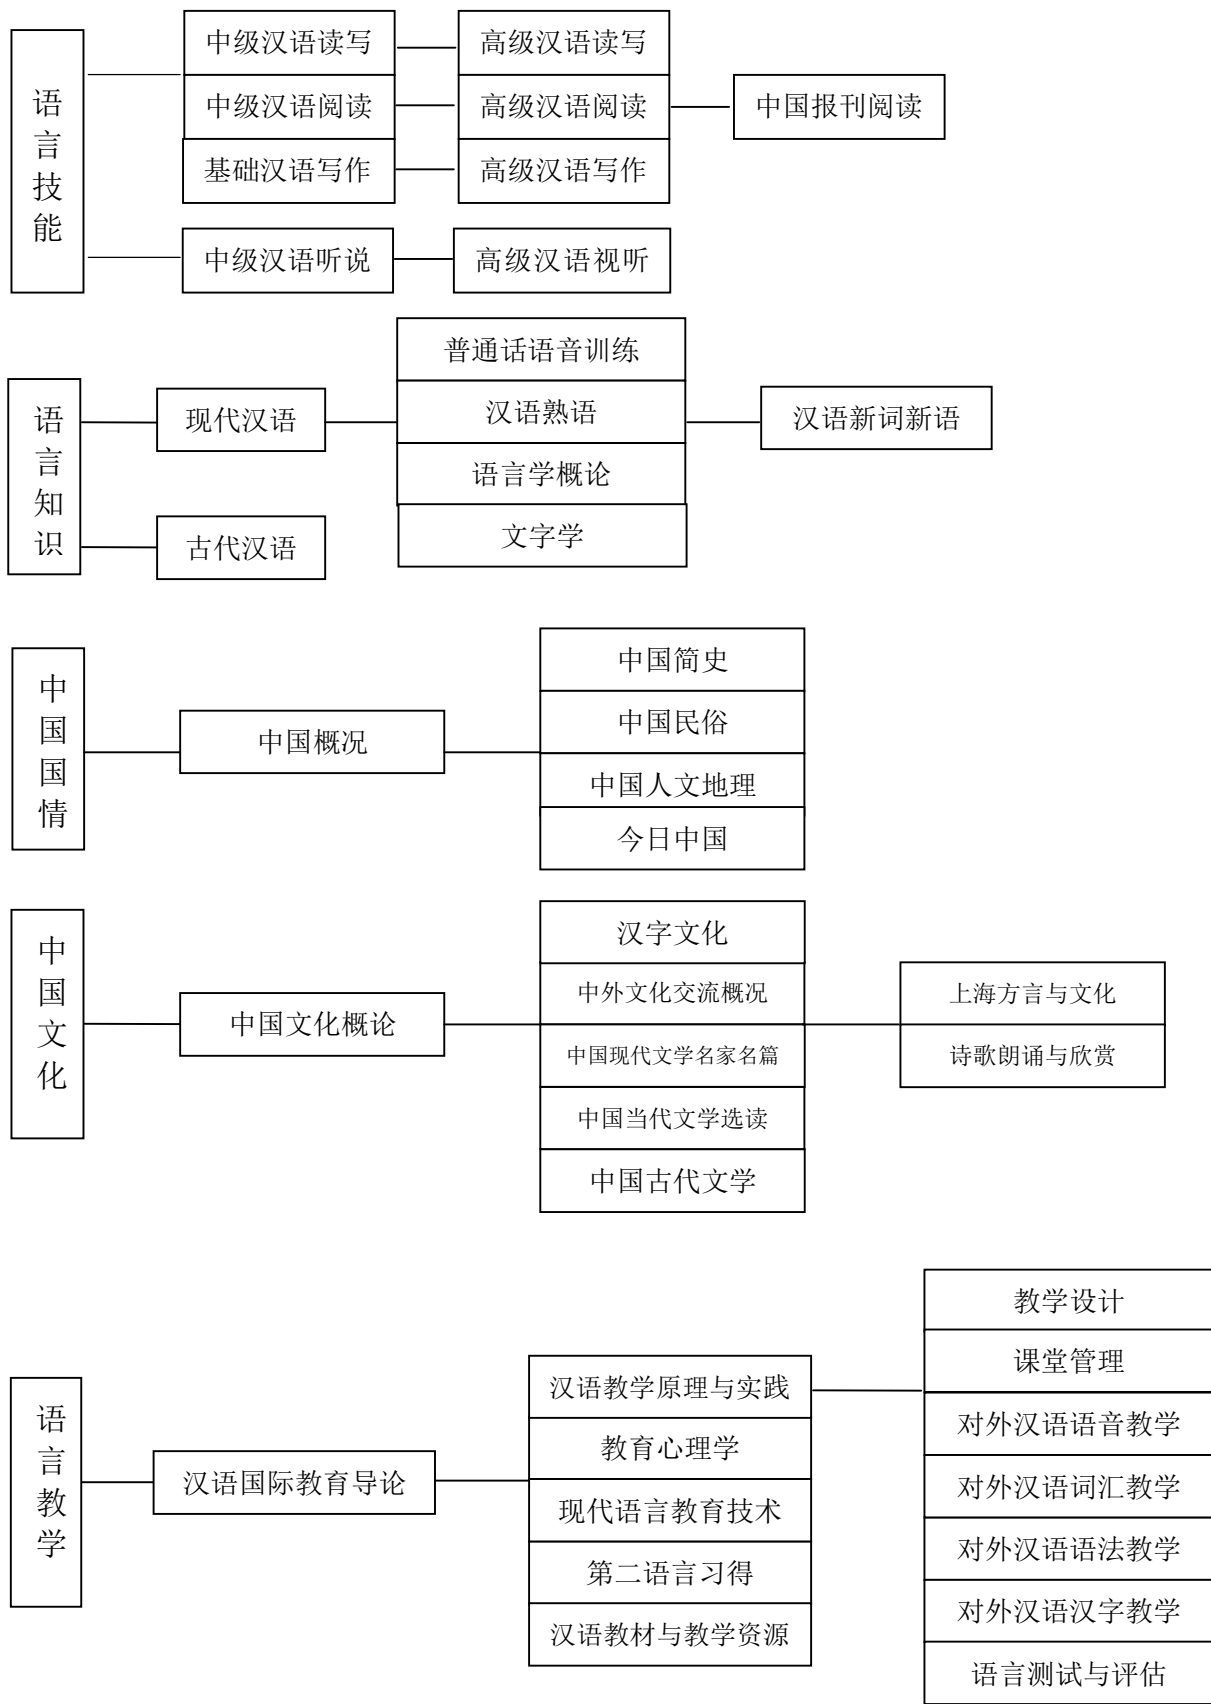 语言技能
中级汉语读写
高级汉语读写
中级汉语阅读
高级汉语阅读
中国报刊阅读
基础汉语写作
高级汉语写作
中级汉语听说
高级汉语视听
语言知识
现代汉语
普通话语音训练
汉语熟语
语言学概论
文字学
汉语新词新语
古代汉语
中国国情
中国概况
中国简史
中国民俗
中国人文地理
今日中国
中国文化
中国文化概论
汉字文化
中外文化交流概况
中国现代文学名家名篇
中国当代文学选读
中国古代文学
上海方言与文化
诗歌朗诵与欣赏
语言教学
汉语国际教育导论
汉语教学原理与实践
教育心理学
现代语言教育技术
第二语言习得
汉语教材与教学资源
教学设计
课堂管理
对外汉语语音教学
对外汉语词汇教学
对外汉语语法教学
对外汉语汉字教学
语言测试与评估